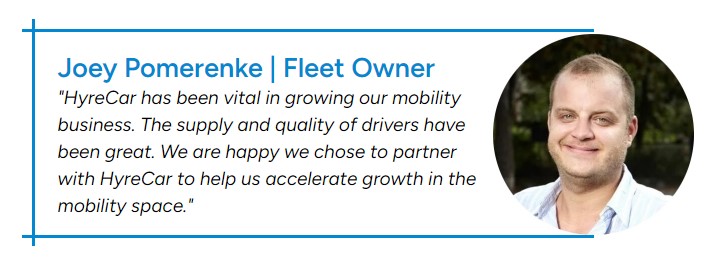 Joey Pomerenke | Fleet Owner
"HyreCar has been vital in growing our mobility
business. The supply and quality of drivers have
been great. We are happy we chose to partner
with HyreCar to help us accelerate growth in the
mobility space."